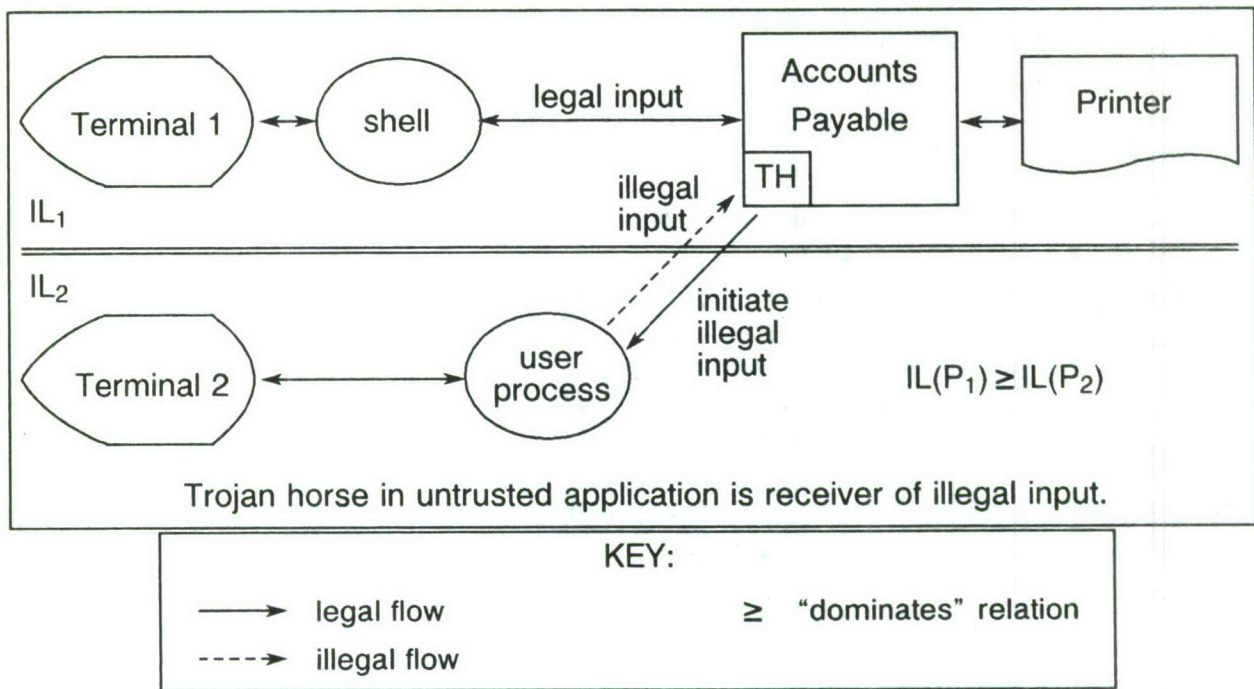 Terminal 1
shell
legal input
Accounts
Payable
TH
Printer
illegal
input
IL₁
IL₂
initiate
illegal
input
Terminal 2
user
process
IL(P₁) ≥ IL(P₂)
Trojan horse in untrusted application is receiver of illegal input.
KEY:
legal flow
≥ “dominates” relation
illegal flow